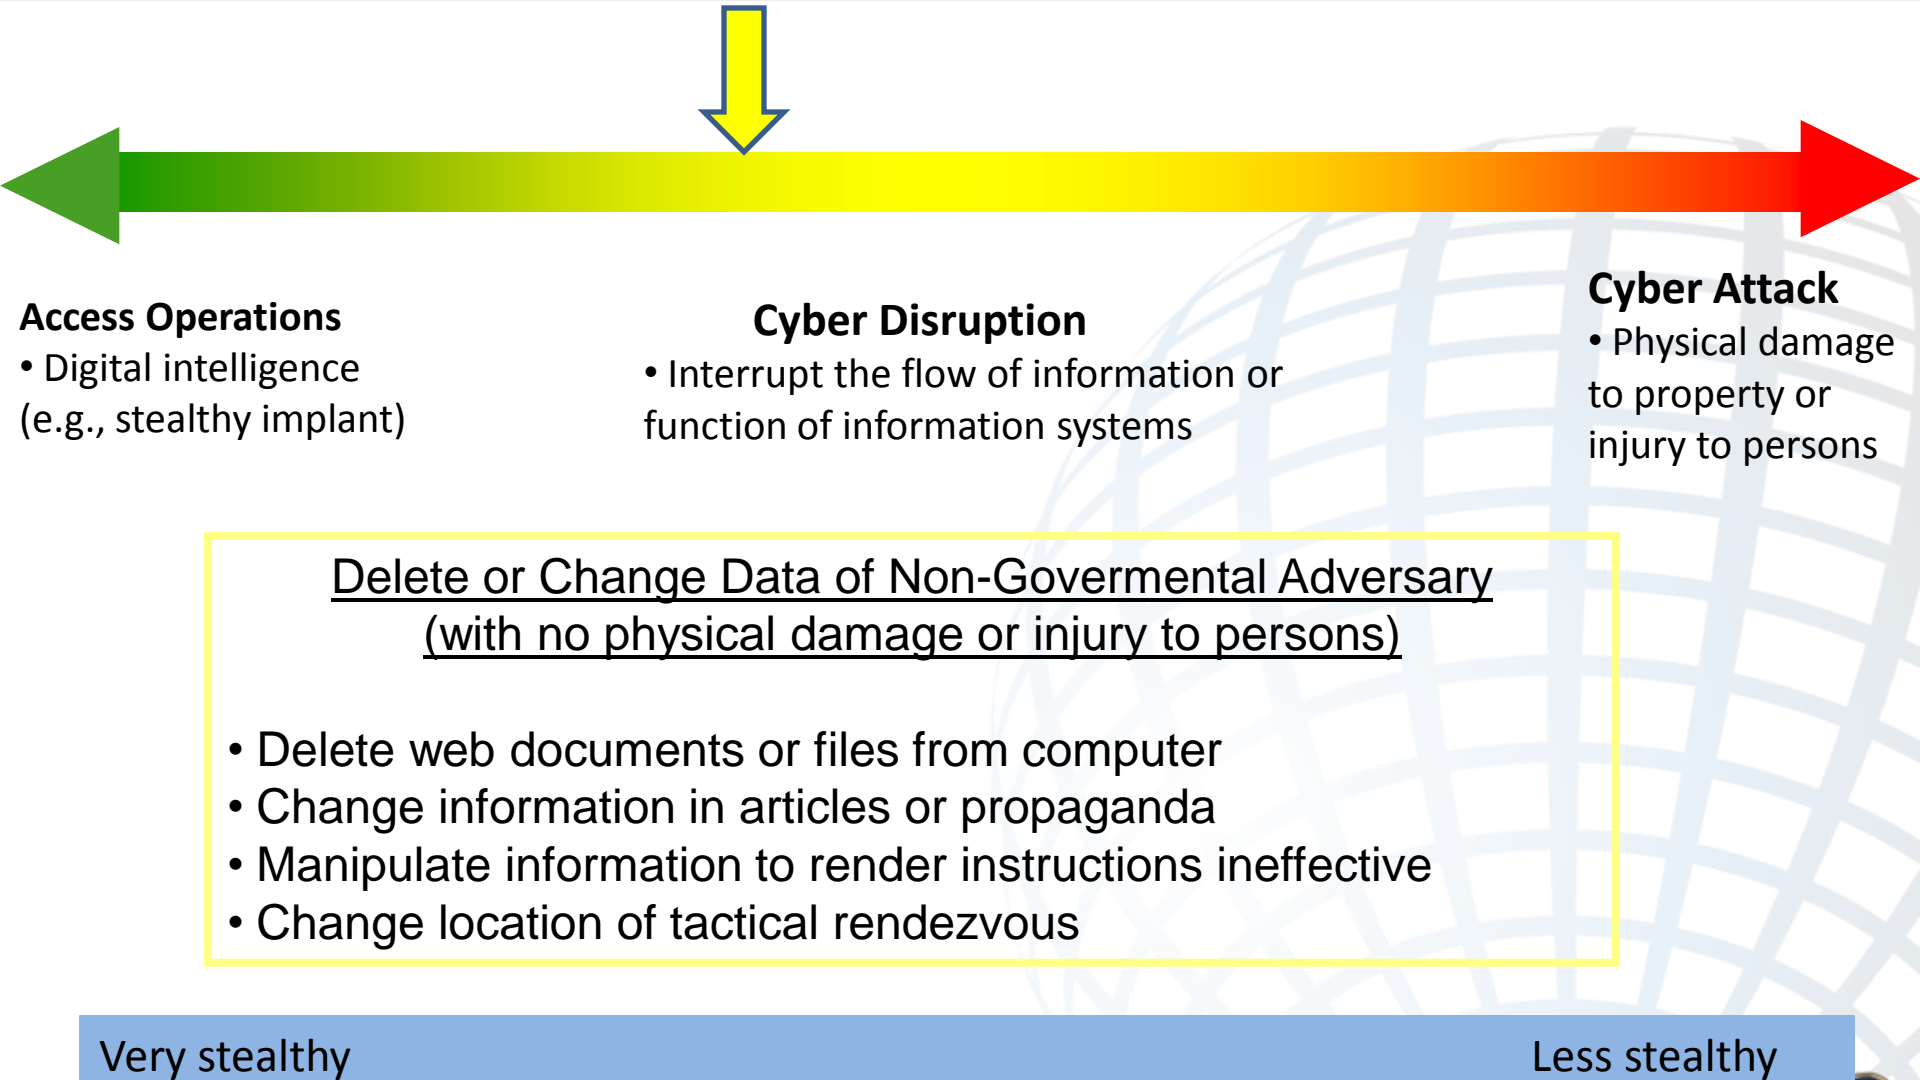 Access Operations
• Digital intelligence
(e.g., stealthy implant)
Cyber Disruption
• Interrupt the flow of information or
function of information systems
Cyber Attack
• Physical damage
to property or
injury to persons
Delete or Change Data of Non-Govermental Adversary
(with no physical damage or injury to persons)
• Delete web documents or files from computer
• Change information in articles or propaganda
• Manipulate information to render instructions ineffective
• Change location of tactical rendezvous
Very stealthy
Less stealthy